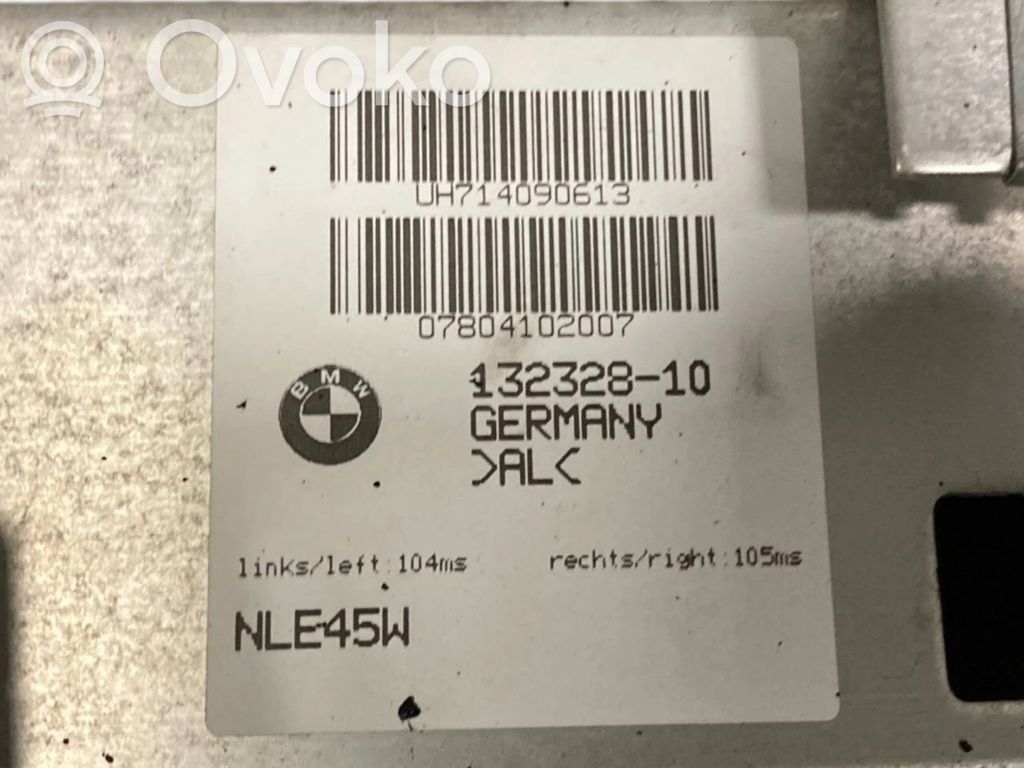 Ovoko
UH714090613
07804102007
BMW
132328-10
GERMANY
>AL<
links/left:104ms
rechts/right:105ms
NLE45W